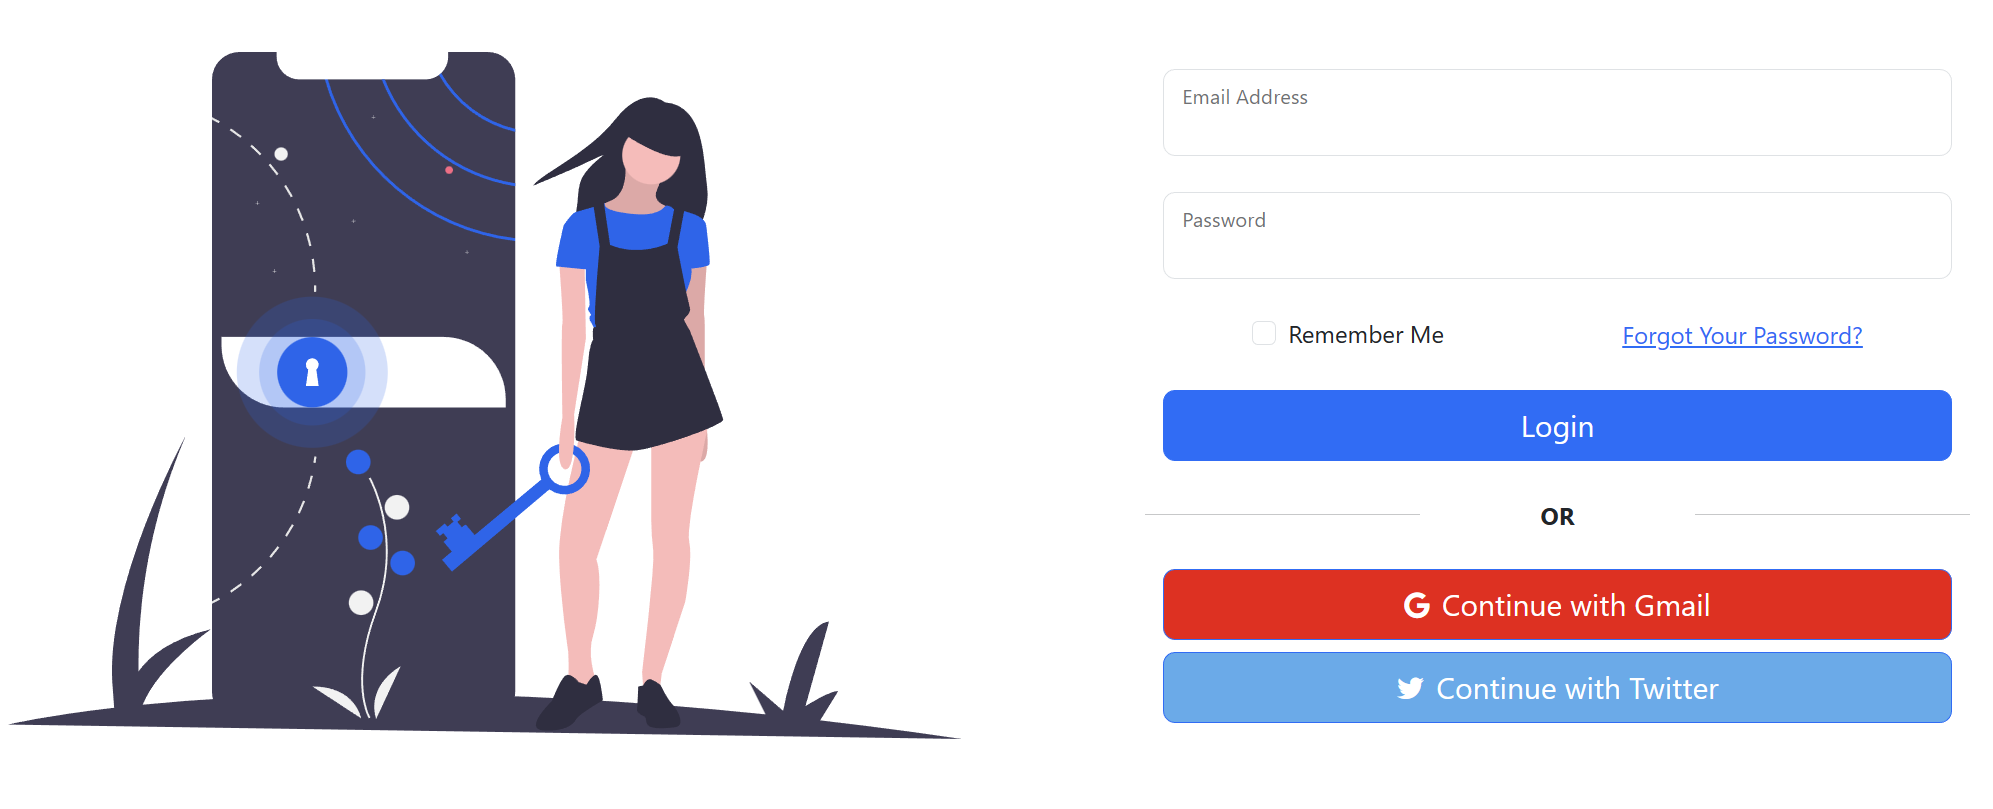 Email Address
Password
Remember Me
Forgot Your Password?
Login
OR
Continue with Gmail
Continue with Twitter